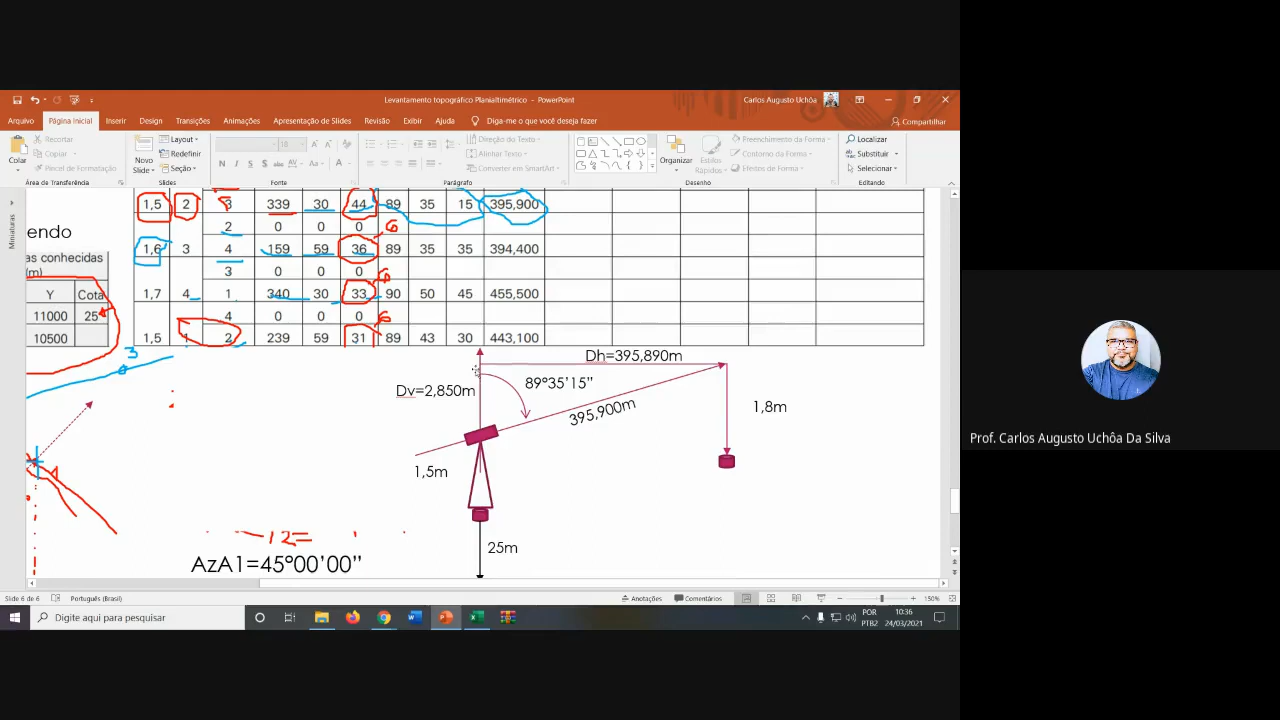 Levantamento topográfico Planialtimétrico - PowerPoint
Carlos Augusto Uchôa
Arquivo Página Inicial Inserir Design Transições Animações Apresentação de Slides Revisão Exibir Ajuda Diga-me o que você deseja fazer
Compartilhar
Colar
Recortar
Copiar
Pincel de Formatação
Área de Transferência
Novo Slide
Layout
Redefinir
Seção
Slides
N I S
Fonte
Direção do Texto
Alinhar Texto
Converter em SmartArt
Parágrafo
Organizar
Estilos Rápidos
Preenchimento da Forma
Contorno da Forma
Efeitos de Forma
Desenho
Localizar
Substituir
Selecionar
Editando
Miniaturas
endo
as conhecidas
(m)
Y Cota
11000 25
10500
1,5 2 3 339 30 44 89 35 15 395,900
2 0 0 0
1,6 3 4 159 59 36 89 35 35 394,400
3 0 0 0
1,7 4 1 340 30 33 90 50 45 455,500
4 0 0 0
1,5 1 2 239 59 31 89 43 30 443,100
6
6
6
3
Dh=395,890m
Dv=2,850m
89º35’15”
395,900m
1,8m
1,5m
25m
12=
AzA1=45º00’00”
Slide 6 de 6 Português (Brasil) Anotações Comentários 150%
Digite aqui para pesquisar
POR
PTB2
10:36
24/03/2021
Prof. Carlos Augusto Uchôa Da Silva